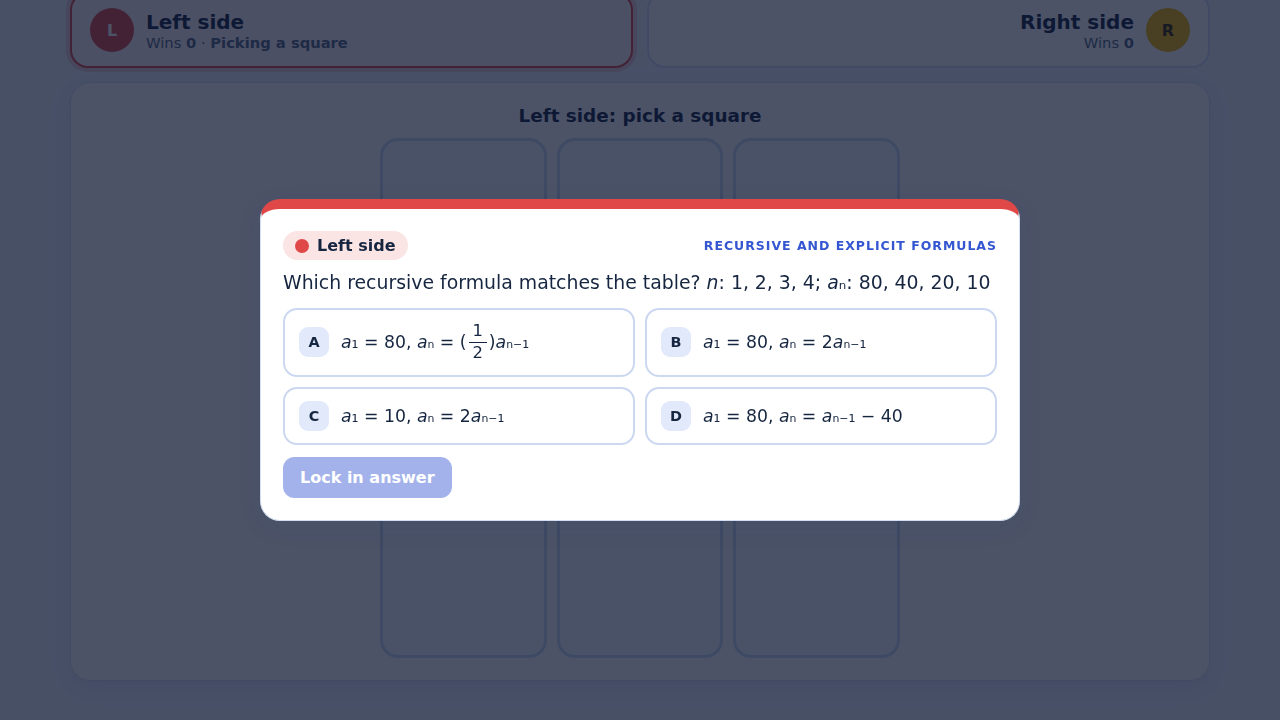 L
Left side
Wins 0 · Picking a square
Right side
Wins 0
R
Left side: pick a square
Left side
RECURSIVE AND EXPLICIT FORMULAS
Which recursive formula matches the table? n: 1, 2, 3, 4; aₙ: 80, 40, 20, 10
A a₁ = 80, aₙ = (1/2)aₙ₋₁
B a₁ = 80, aₙ = 2aₙ₋₁
C a₁ = 10, aₙ = 2aₙ₋₁
D a₁ = 80, aₙ = aₙ₋₁ − 40
Lock in answer